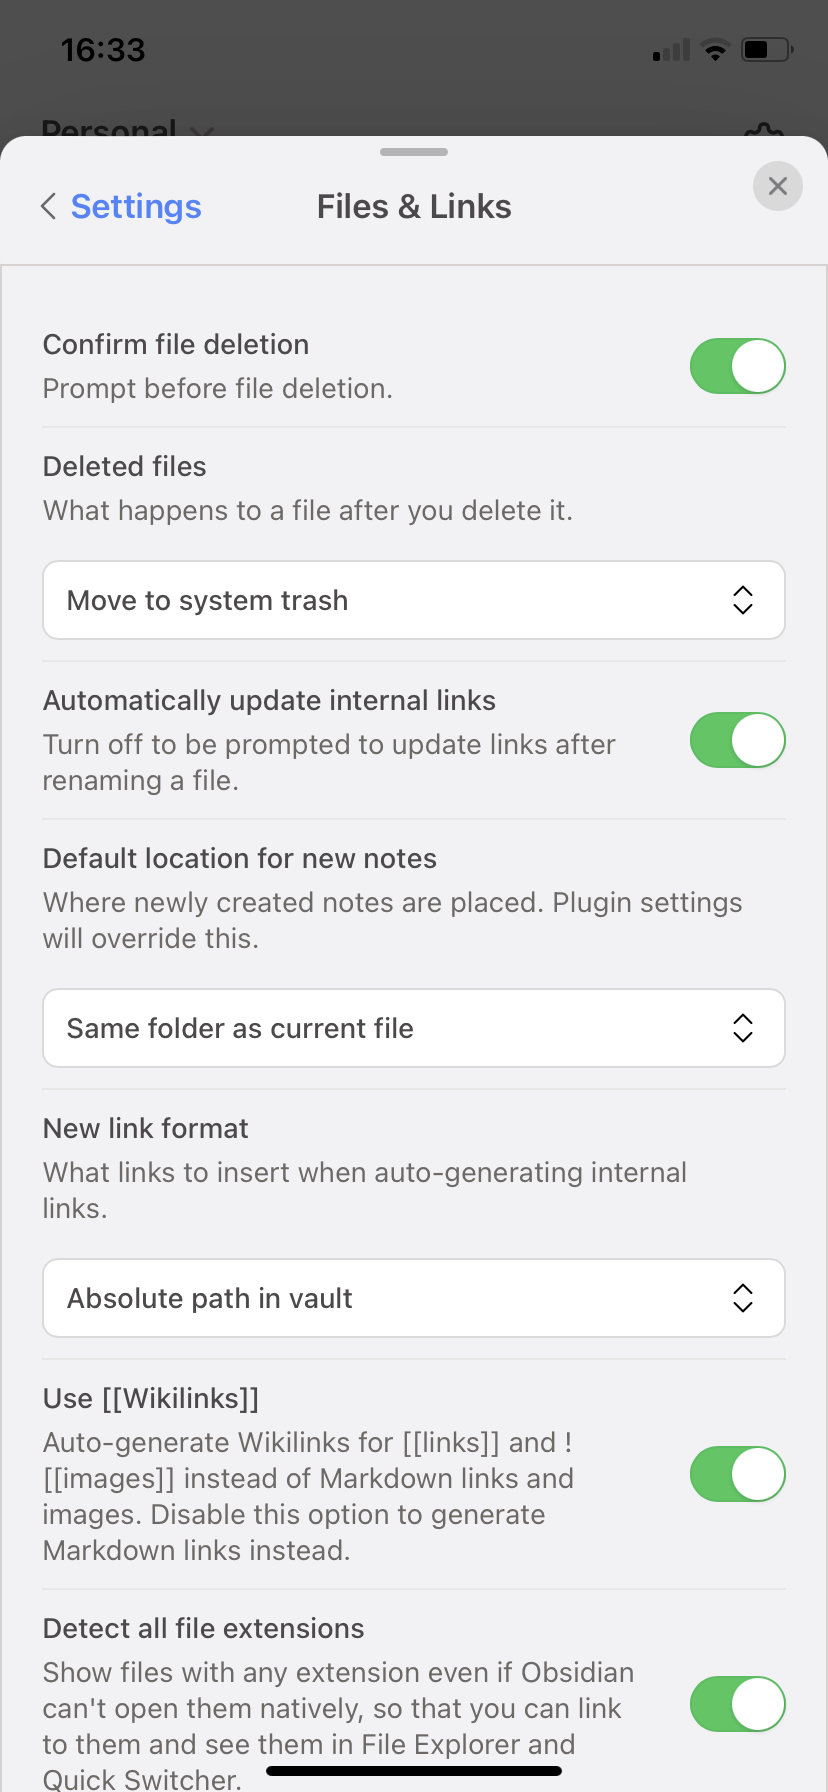 16:33
Personal
Settings
Files & Links
Confirm file deletion
Prompt before file deletion.
Deleted files
What happens to a file after you delete it.
Move to system trash
Automatically update internal links
Turn off to be prompted to update links after
renaming a file.
Default location for new notes
Where newly created notes are placed. Plugin settings
will override this.
Same folder as current file
New link format
What links to insert when auto-generating internal
links.
Absolute path in vault
Use [[Wikilinks]]
Auto-generate Wikilinks for [[links]] and !
[[images]] instead of Markdown links and
images. Disable this option to generate
Markdown links instead.
Detect all file extensions
Show files with any extension even if Obsidian
can't open them natively, so that you can link
to them and see them in File Explorer and
Quick Switcher.